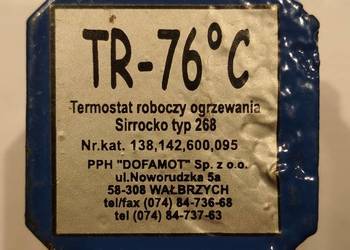 TR-76°C
Termostat roboczy ogrzewania
Sirrocko typ 268
Nr.kat. 138,142,600,095
PPH "DOFAMOT" Sp. z o.o.
ul.Noworudzka 5a
58-308 WAŁBRZYCH
tel/fax (074) 84-736-68
tel (074) 84-737-63